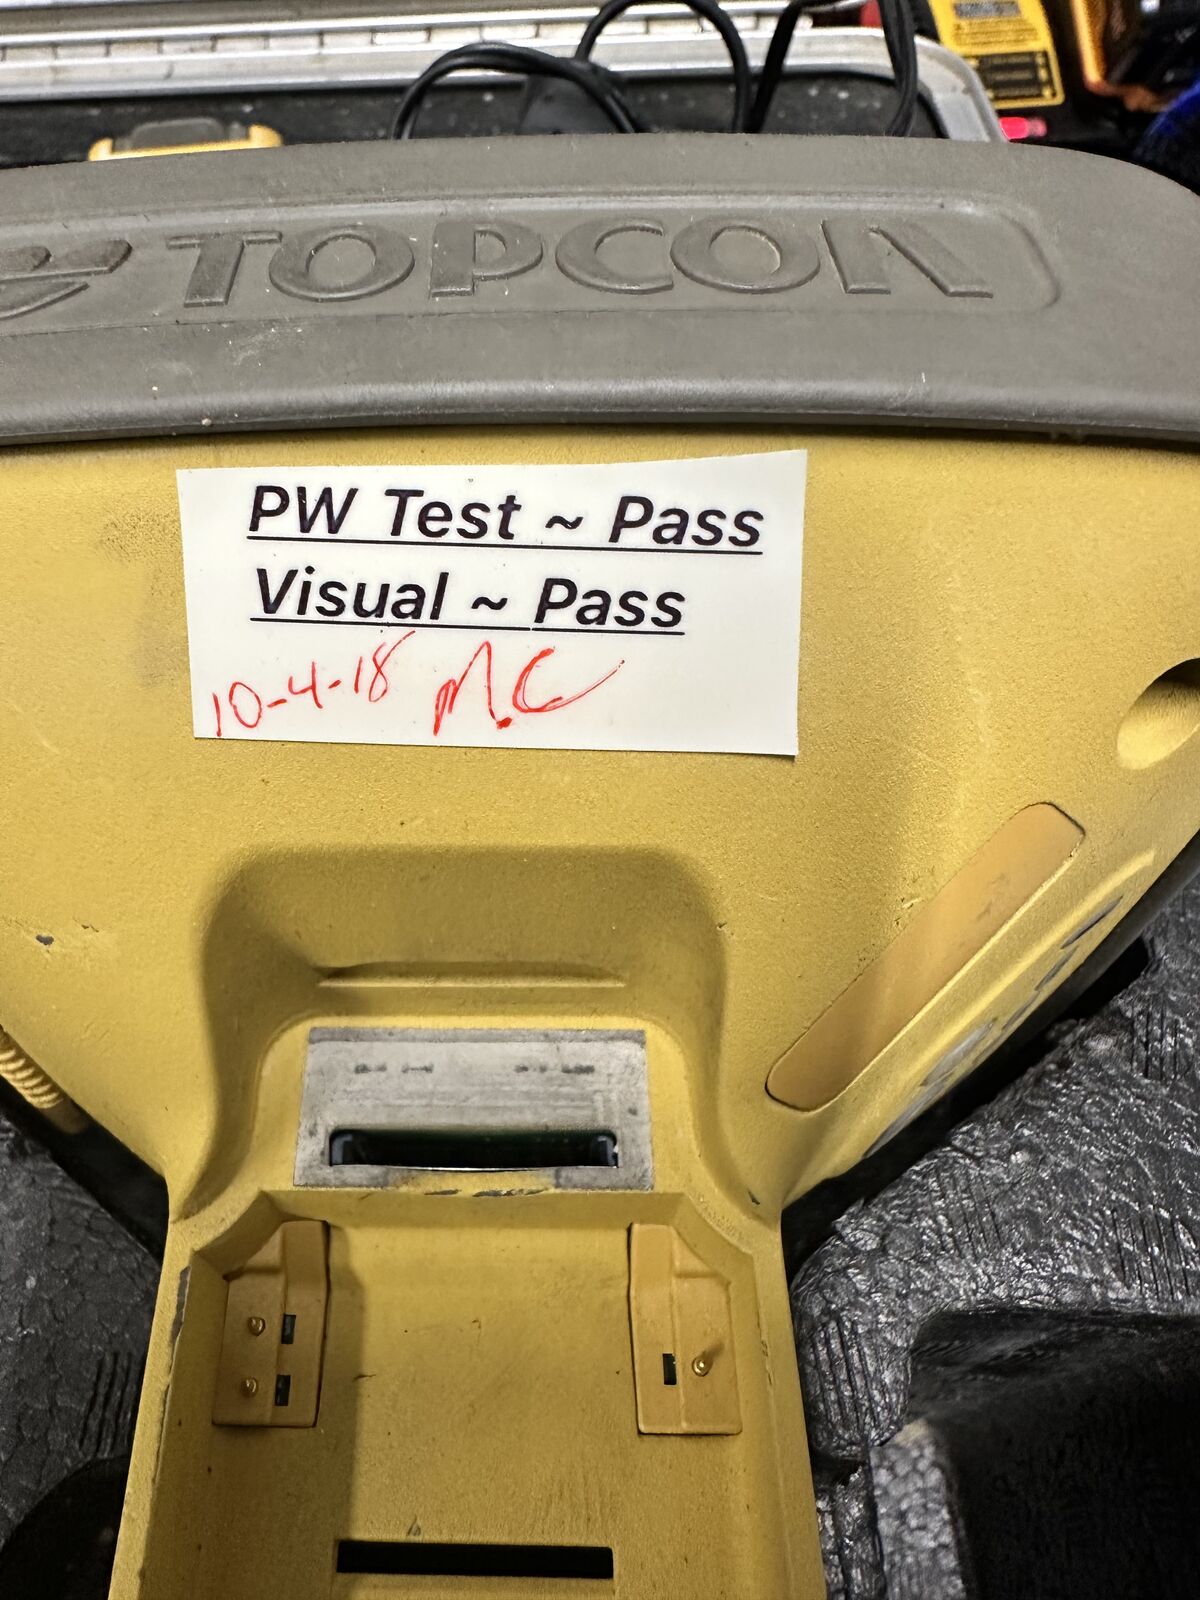 TOPCON
PW Test ~ Pass
Visual ~ Pass
10-4-18 M.C